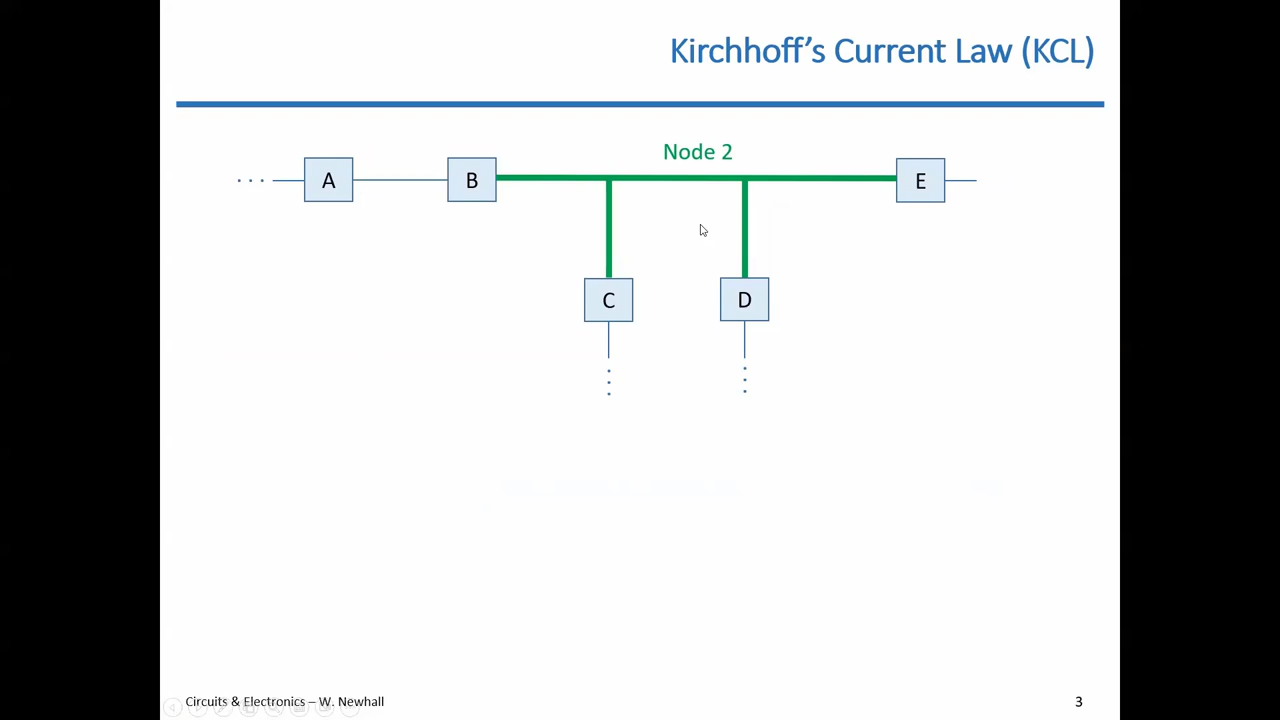 Kirchhoff's Current Law (KCL)
Node 2
A
B
E
C
D
Circuits & Electronics – W. Newhall
3